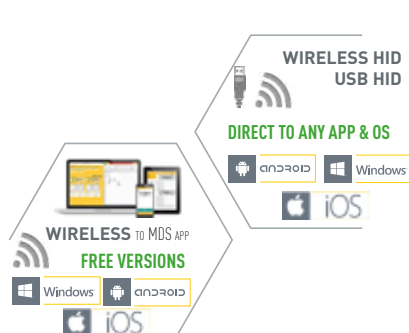 WIRELESS HID
USB HID
DIRECT TO ANY APP & OS
ANDROID
Windows
iOS
WIRELESS TO MDS APP
FREE VERSIONS
Windows
ANDROID
iOS